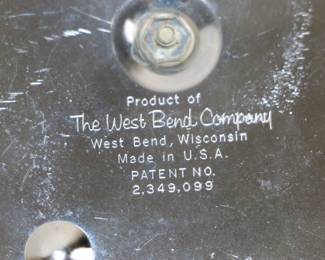 Product of
The West Bend Company
West Bend, Wisconsin
Made in U.S.A.
PATENT NO.
2,349,099